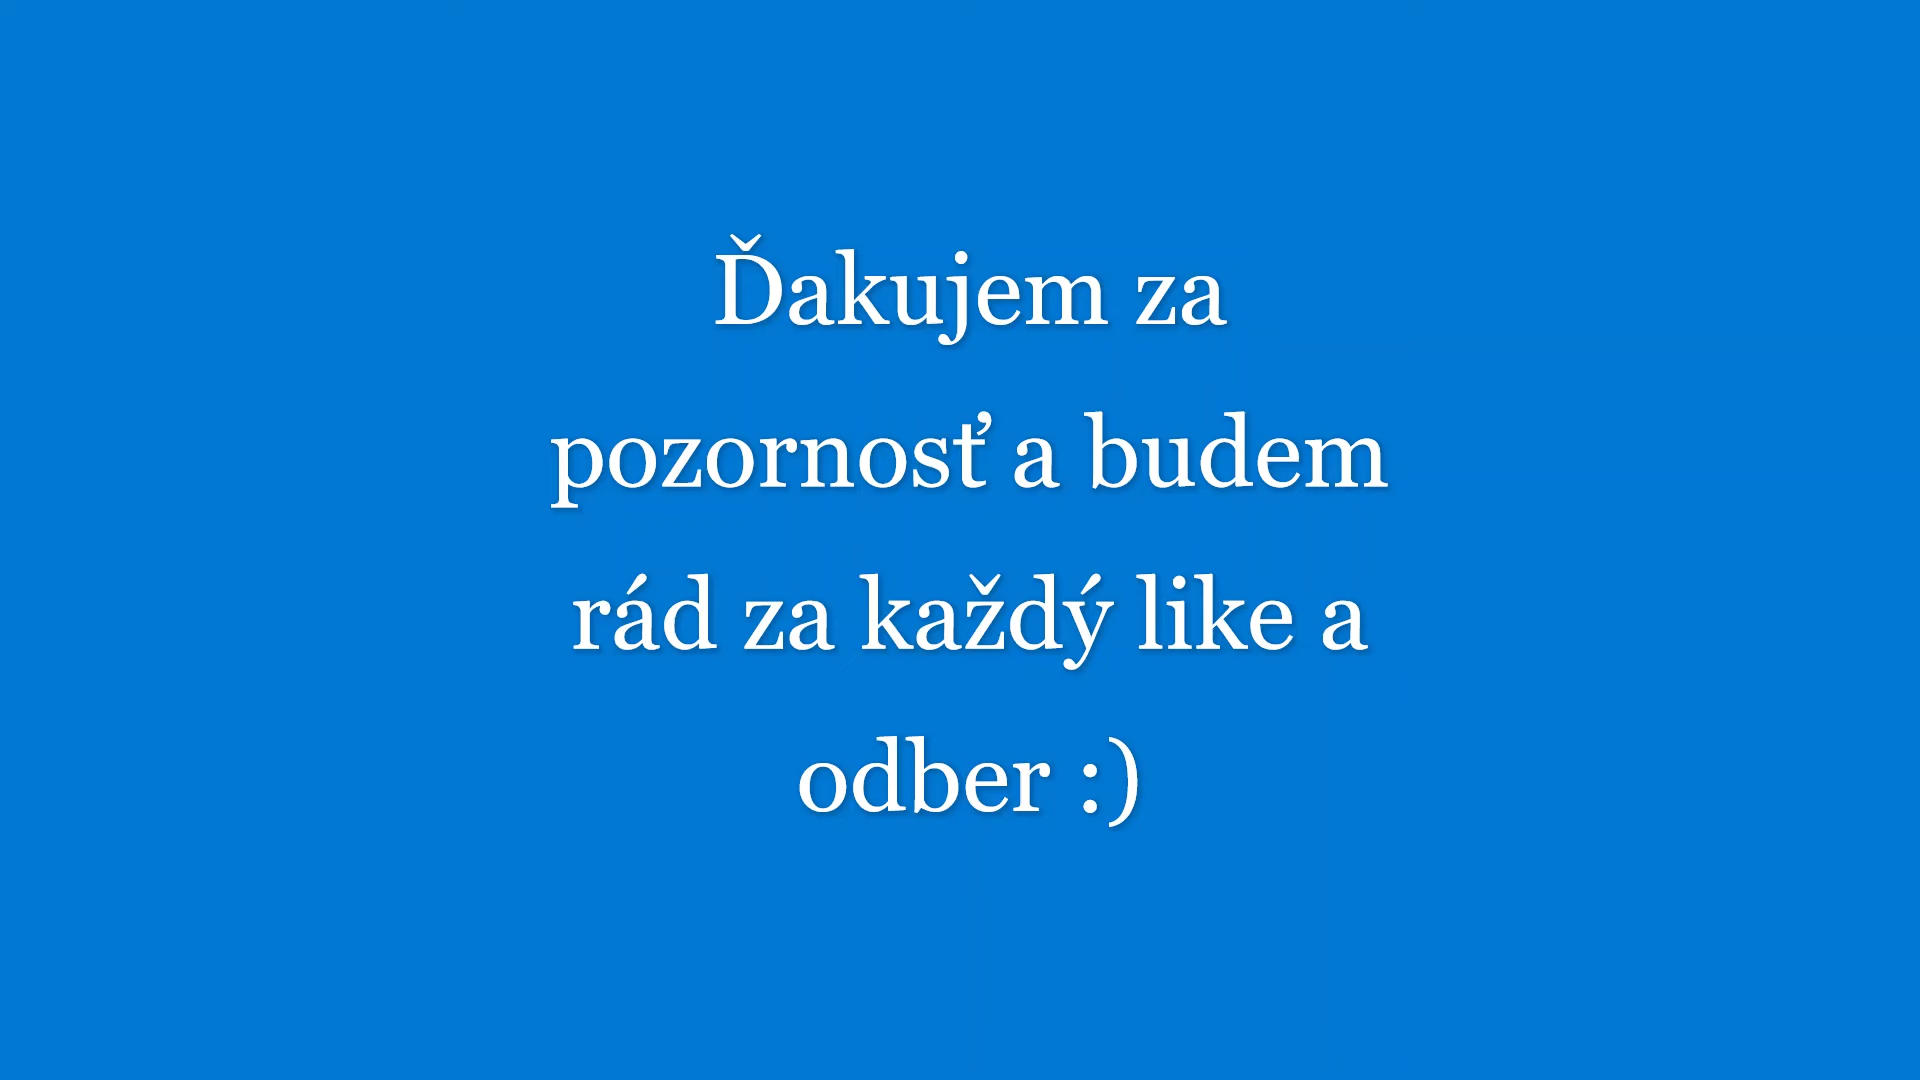 Ďakujem za
pozornosť a budem
rád za každý like a
odber :)